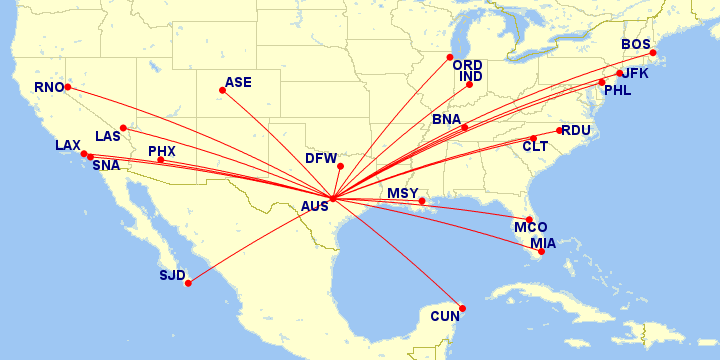 BOS
ORD
JFK
IND
RNO
ASE
PHL
BNA
RDU
LAS
LAX
PHX
CLT
SNA
DFW
MSY
AUS
MCO
MIA
SJD
CUN